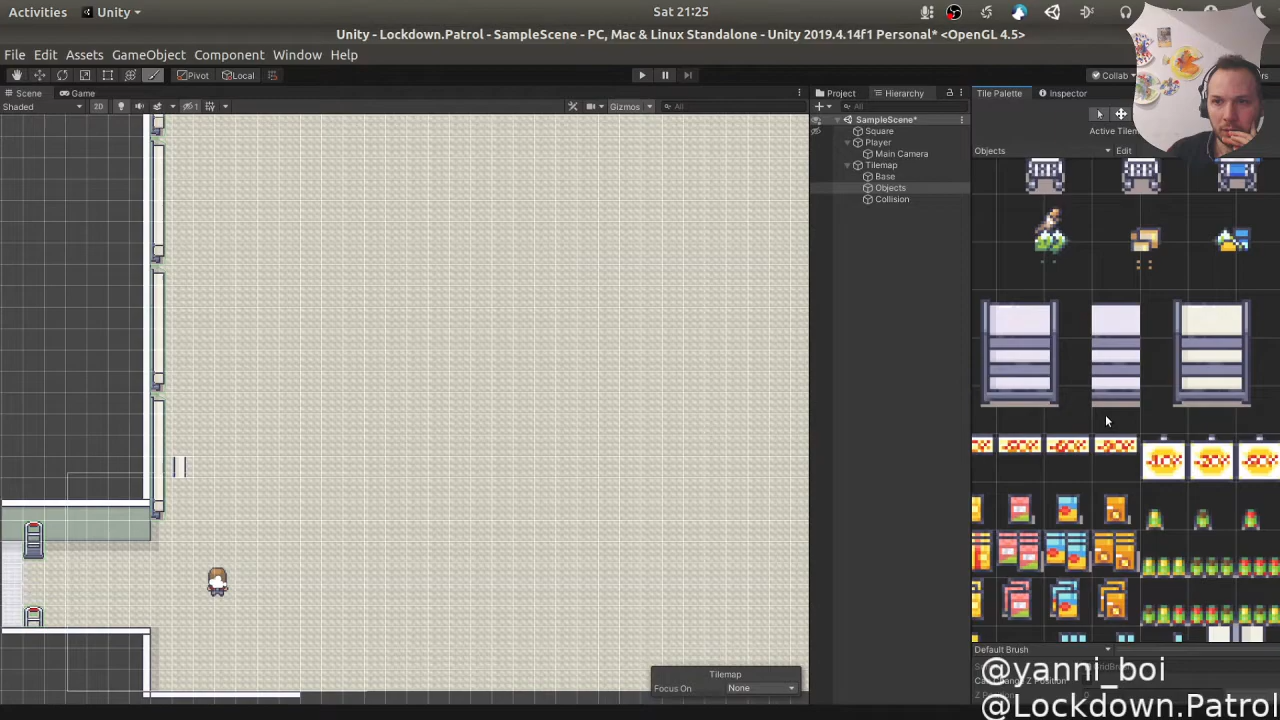 Activities
Unity
Sat 21:25
Unity - Lockdown.Patrol - SampleScene - PC, Mac & Linux Standalone - Unity 2019.4.14f1 Personal* <OpenGL 4.5>
File Edit Assets GameObject Component Window Help
Pivot
Local
Collab
Scene
Game
Project
Hierarchy
Tile Palette
Inspector
Shaded
2D
1
Gizmos
All
All
SampleScene*
Square
Player
Main Camera
Tilemap
Base
Objects
Collision
Objects
Edit
Tilemap
Focus On
None
Default Brush
@yanni_boi
@Lockdown.Patrol